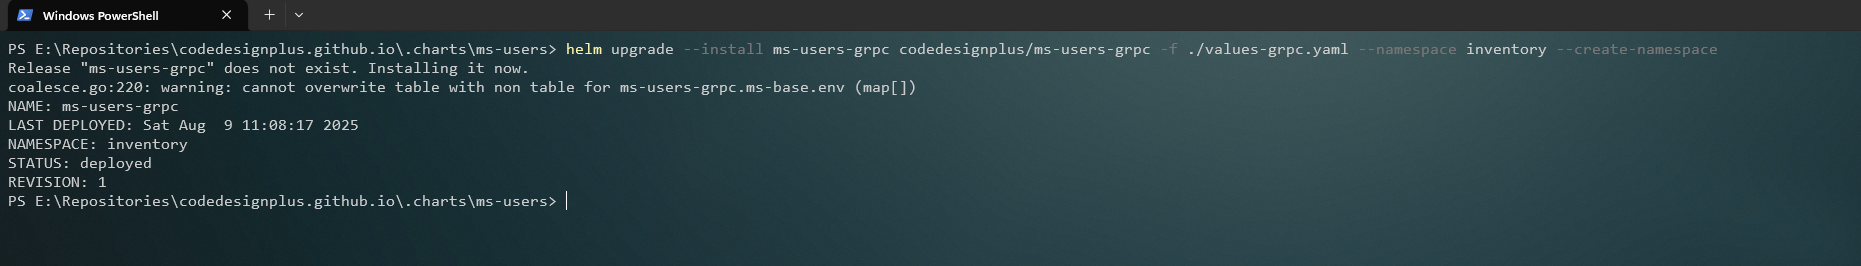 Windows PowerShell
PS E:\Repositories\codedesignplus.github.io\.charts\ms-users> helm upgrade --install ms-users-grpc codedesignplus/ms-users-grpc -f ./values-grpc.yaml --namespace inventory --create-namespace
Release "ms-users-grpc" does not exist. Installing it now.
coalesce.go:220: warning: cannot overwrite table with non table for ms-users-grpc.ms-base.env (map[])
NAME: ms-users-grpc
LAST DEPLOYED: Sat Aug  9 11:08:17 2025
NAMESPACE: inventory
STATUS: deployed
REVISION: 1
PS E:\Repositories\codedesignplus.github.io\.charts\ms-users>